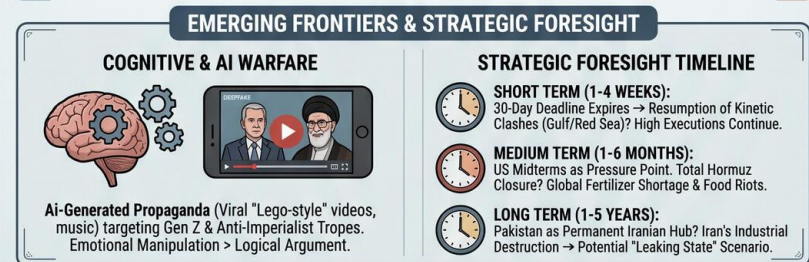 EMERGING FRONTIERS & STRATEGIC FORESIGHT
COGNITIVE & AI WARFARE
DEEPFAKE
Ai-Generated Propaganda (Viral "Lego-style" videos,
music) targeting Gen Z & Anti-Imperialist Tropes.
Emotional Manipulation > Logical Argument.
STRATEGIC FORESIGHT TIMELINE
SHORT TERM (1-4 WEEKS):
30-Day Deadline Expires → Resumption of Kinetic
Clashes (Gulf/Red Sea)? High Executions Continue.
MEDIUM TERM (1-6 MONTHS):
US Midterms as Pressure Point. Total Hormuz
Closure? Global Fertilizer Shortage & Food Riots.
LONG TERM (1-5 YEARS):
Pakistan as Permanent Iranian Hub? Iran's Industrial
Destruction → Potential "Leaking State" Scenario.